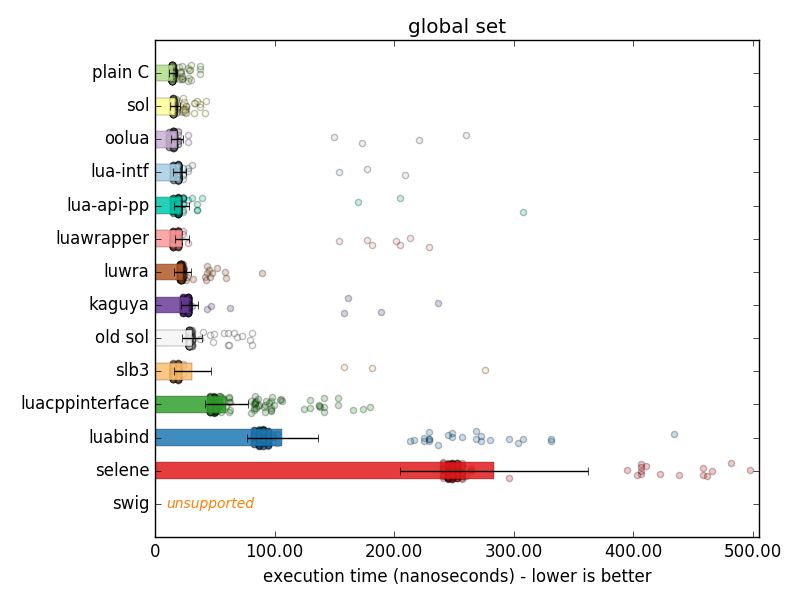 global set
plain C
sol
oolua
lua-intf
lua-api-pp
luawrapper
luwra
kaguya
old sol
slb3
luacppinterface
luabind
selene
swig unsupported
0 100.00 200.00 300.00 400.00 500.00
execution time (nanoseconds) - lower is better